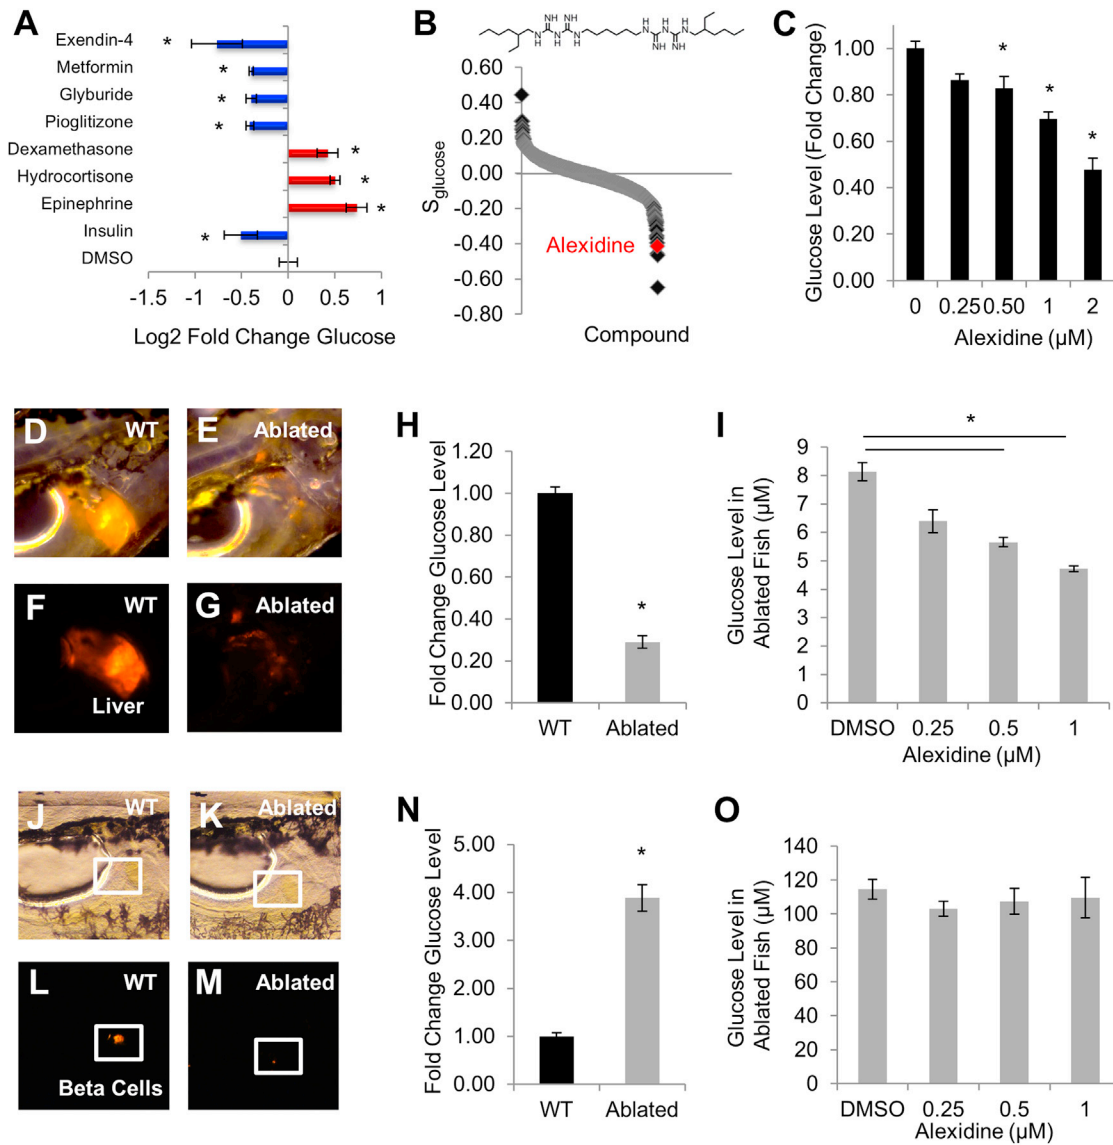 A
Exendin-4
*
Metformin
*
Glyburide
*
Pioglitizone
*
Dexamethasone
*
Hydrocortisone
*
Epinephrine
*
Insulin
*
DMSO
-1.5 -1 -0.5 0 0.5 1
Log2 Fold Change Glucose
B
NH NH
N H N H N H
N H N H N H
NH NH
0.60
0.40
0.20
0.00
-0.20
-0.40
-0.60
-0.80
Sglucose
Alexidine
Compound
C
1.00
0.80
0.60
0.40
0.20
0.00
Glucose Level (Fold Change)
* * *
0 0.25 0.50 1 2
Alexidine (µM)
D WT
E Ablated
F WT
Liver
G Ablated
H
1.20
1.00
0.80
0.60
0.40
0.20
0.00
Fold Change Glucose Level
*
WT Ablated
I
9
8
7
6
5
4
3
2
1
0
Glucose Level in
Ablated Fish (µM)
*
DMSO 0.25 0.5 1
Alexidine (µM)
J WT
K Ablated
L WT
Beta Cells
M Ablated
N
5.00
4.00
3.00
2.00
1.00
0.00
Fold Change Glucose Level
*
WT Ablated
O
140
120
100
80
60
40
20
0
Glucose Level in
Ablated Fish (µM)
DMSO 0.25 0.5 1
Alexidine (µM)